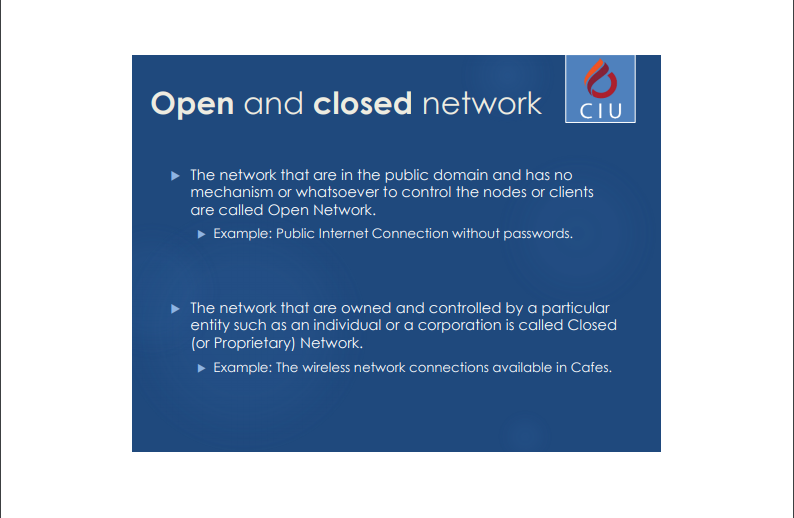 Open and closed network
CIU
The network that are in the public domain and has no
mechanism or whatsoever to control the nodes or clients
are called Open Network.
Example: Public Internet Connection without passwords.
The network that are owned and controlled by a particular
entity such as an individual or a corporation is called Closed
(or Proprietary) Network.
Example: The wireless network connections available in Cafes.